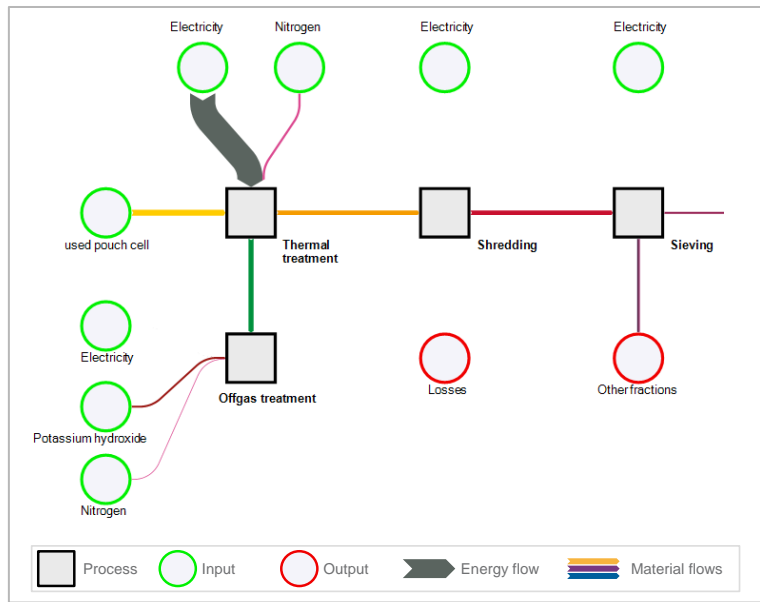 Electricity
Nitrogen
Electricity
Electricity
used pouch cell
Thermal
treatment
Shredding
Sieving
Electricity
Offgas treatment
Losses
Other fractions
Potassium hydroxide
Nitrogen
Process
Input
Output
Energy flow
Material flows